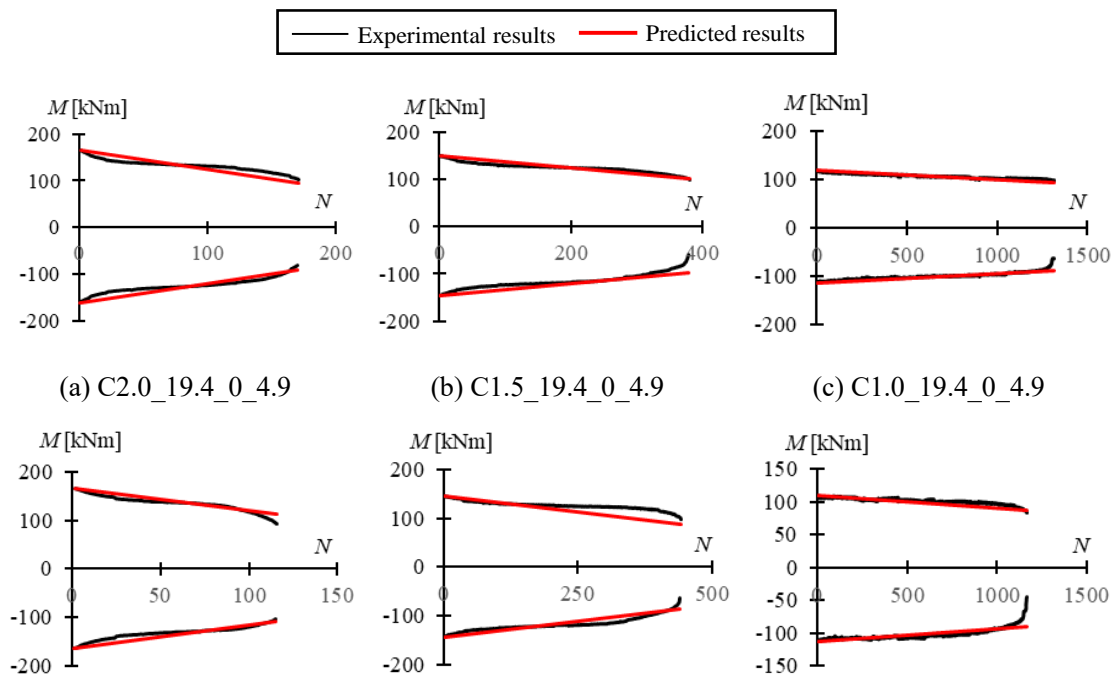 Experimental results Predicted results
M [kNm]
200
100
0
-100
-200
0 100 200
N
M [kNm]
200
100
0
-100
-200
0 200 400
N
M [kNm]
200
100
0
-100
-200
0 500 1000 1500
N
(a) C2.0_19.4_0_4.9
(b) C1.5_19.4_0_4.9
(c) C1.0_19.4_0_4.9
M [kNm]
200
100
0
-100
-200
0 50 100 150
N
M [kNm]
200
100
0
-100
-200
0 250 500
N
M [kNm]
150
100
50
0
-50
-100
-150
0 500 1000 1500
N